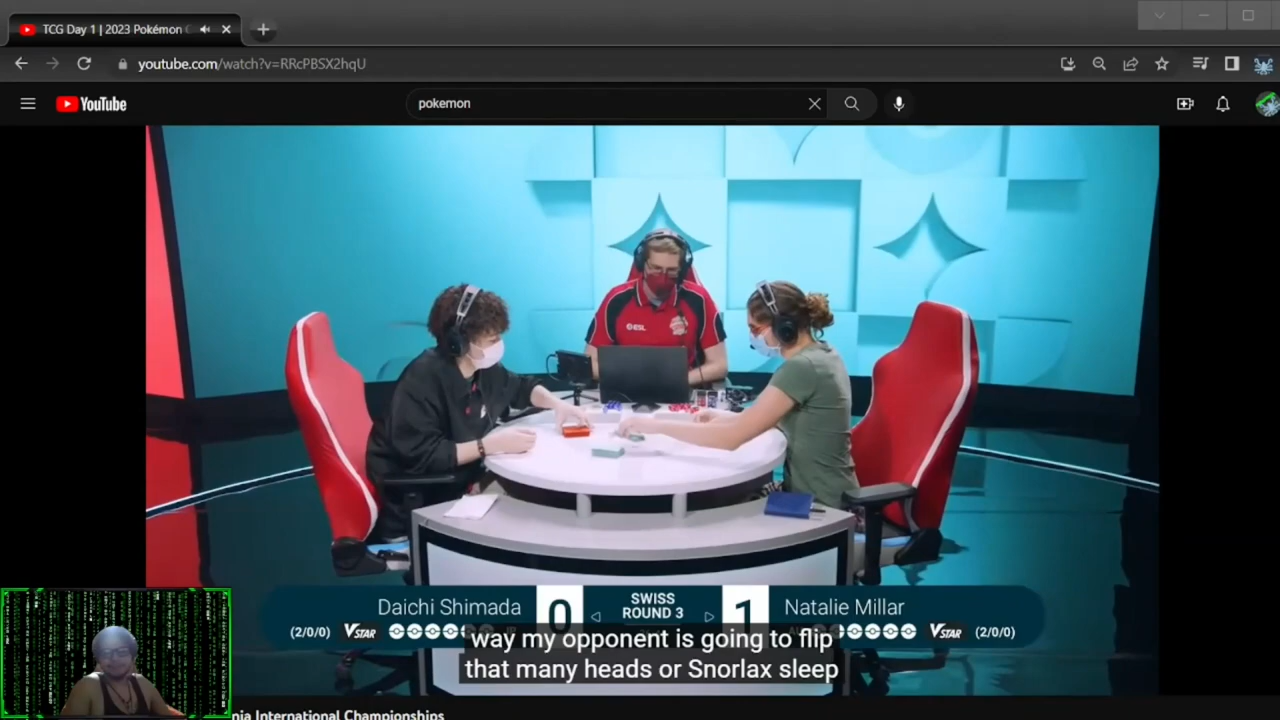 TCG Day 1 | 2023 Pokémon
youtube.com/watch?v=RRcPBSX2hqU
YouTube
pokemon
ESL
Daichi Shimada
0
SWISS
ROUND 3
1
Natalie Millar
(2/0/0)
VSTAR
VSTAR
(2/0/0)
way my opponent is going to flip
that many heads or Snorlax sleep
International Championships